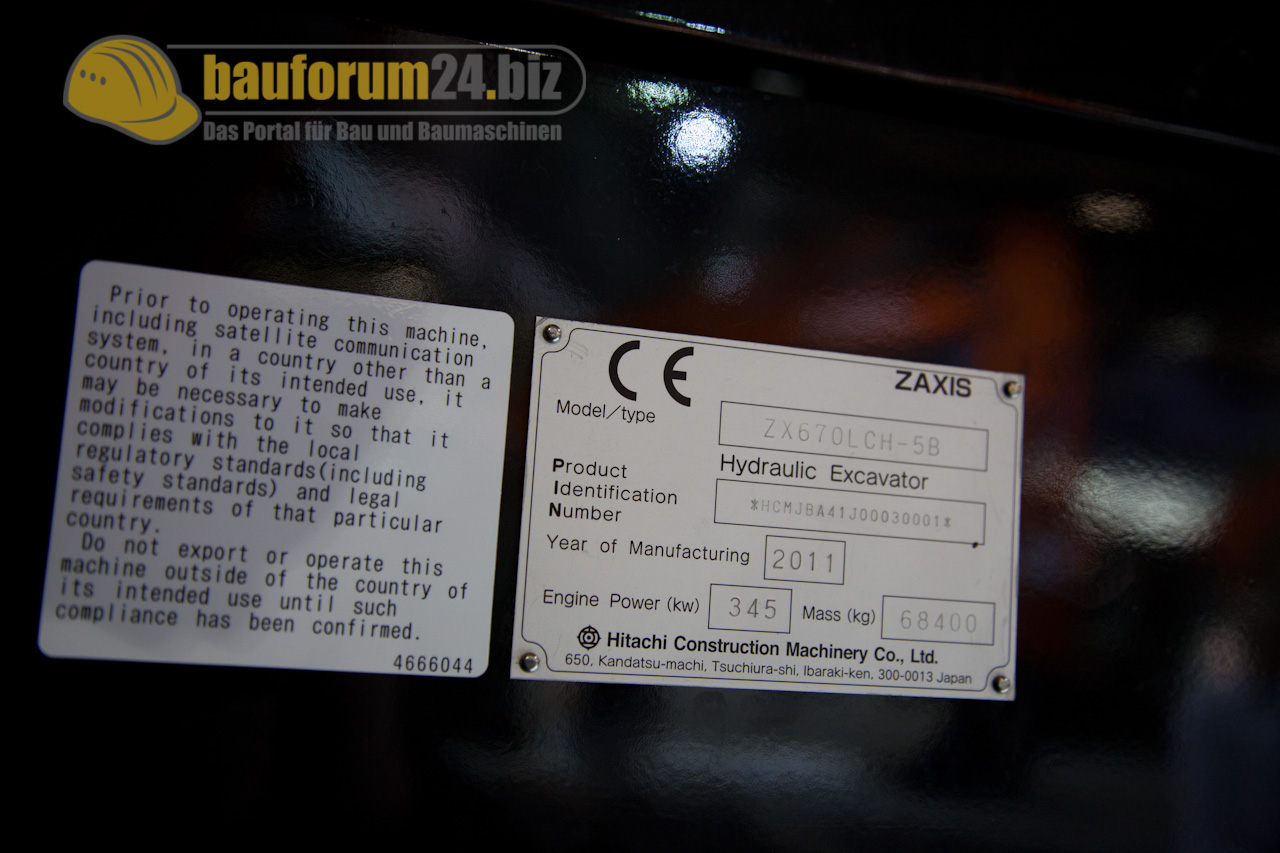 bauforum24.biz
Das Portal für Bau und Baumaschinen
Prior to operating this machine,
including satellite communication
system, in a country other than a
country of its intended use, it
may be necessary to make
modifications to it so that it
complies with the local
regulatory standards(including
safety standards) and legal
requirements of that particular
country.
Do not export or operate this
machine outside of the country of
its intended use until such
compliance has been confirmed.
4666044
CE
ZAXIS
Model/type ZX670LCH-5B
Hydraulic Excavator
Product
Identification
Number
*HCMJBA41J00030001*
Year of Manufacturing 2011
Engine Power (kw) 345 Mass (kg) 68400
Hitachi Construction Machinery Co., Ltd.
650, Kandatsu-machi, Tsuchiura-shi, Ibaraki-ken, 300-0013 Japan